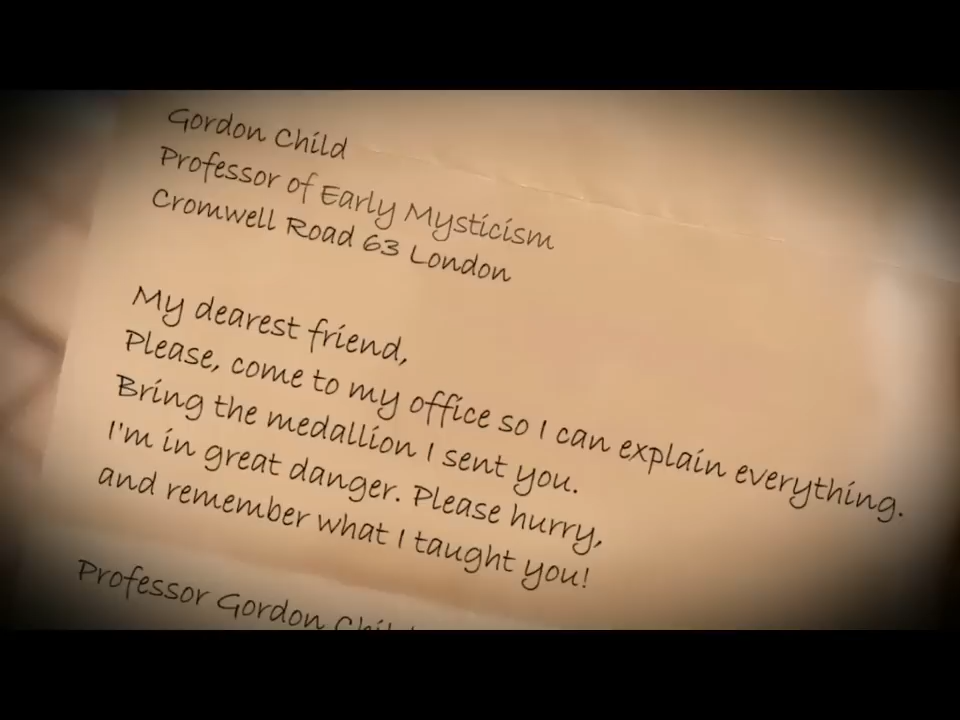 Gordon Child
Professor of Early Mysticism
Cromwell Road 63 London
My dearest friend,
Please, come to my office so I can explain everything.
Bring the medallion I sent you.
I'm in great danger. Please hurry,
and remember what I taught you!
Professor Gordon Child